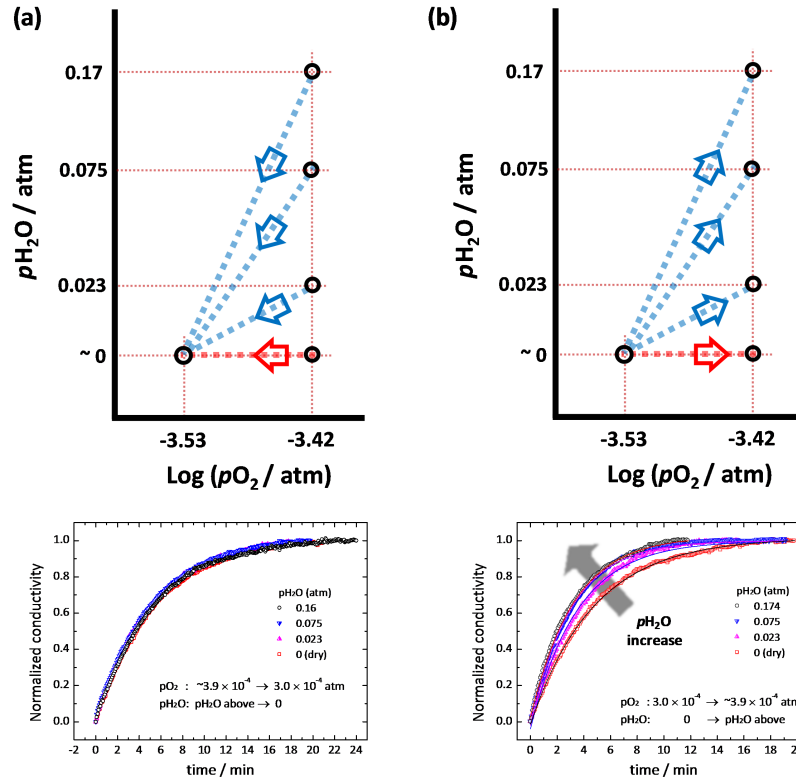 (a)
0.17
0.075
0.023
~ 0
pH₂O / atm
-3.53
-3.42
Log (pO₂ / atm)
(b)
0.17
0.075
0.023
~ 0
pH₂O / atm
-3.53
-3.42
Log (pO₂ / atm)
Normalized conductivity
1.0
0.8
0.6
0.4
0.2
0.0
pH₂O (atm)
0.16
0.075
0.023
0 (dry)
pO₂ : ~3.9 × 10⁻⁴ → 3.0 × 10⁻⁴ atm
pH₂O: pH₂O above → 0
-2 0 2 4 6 8 10 12 14 16 18 20 22 24
time / min
Normalized conductivity
1.0
0.8
0.6
0.4
0.2
0.0
pH₂O (atm)
0.174
0.075
0.023
0 (dry)
pH₂O
increase
pO₂ : 3.0 × 10⁻⁴ → ~3.9 × 10⁻⁴ atm
pH₂O: 0 → pH₂O above
0 2 4 6 8 10 12 14 16 18
time / min